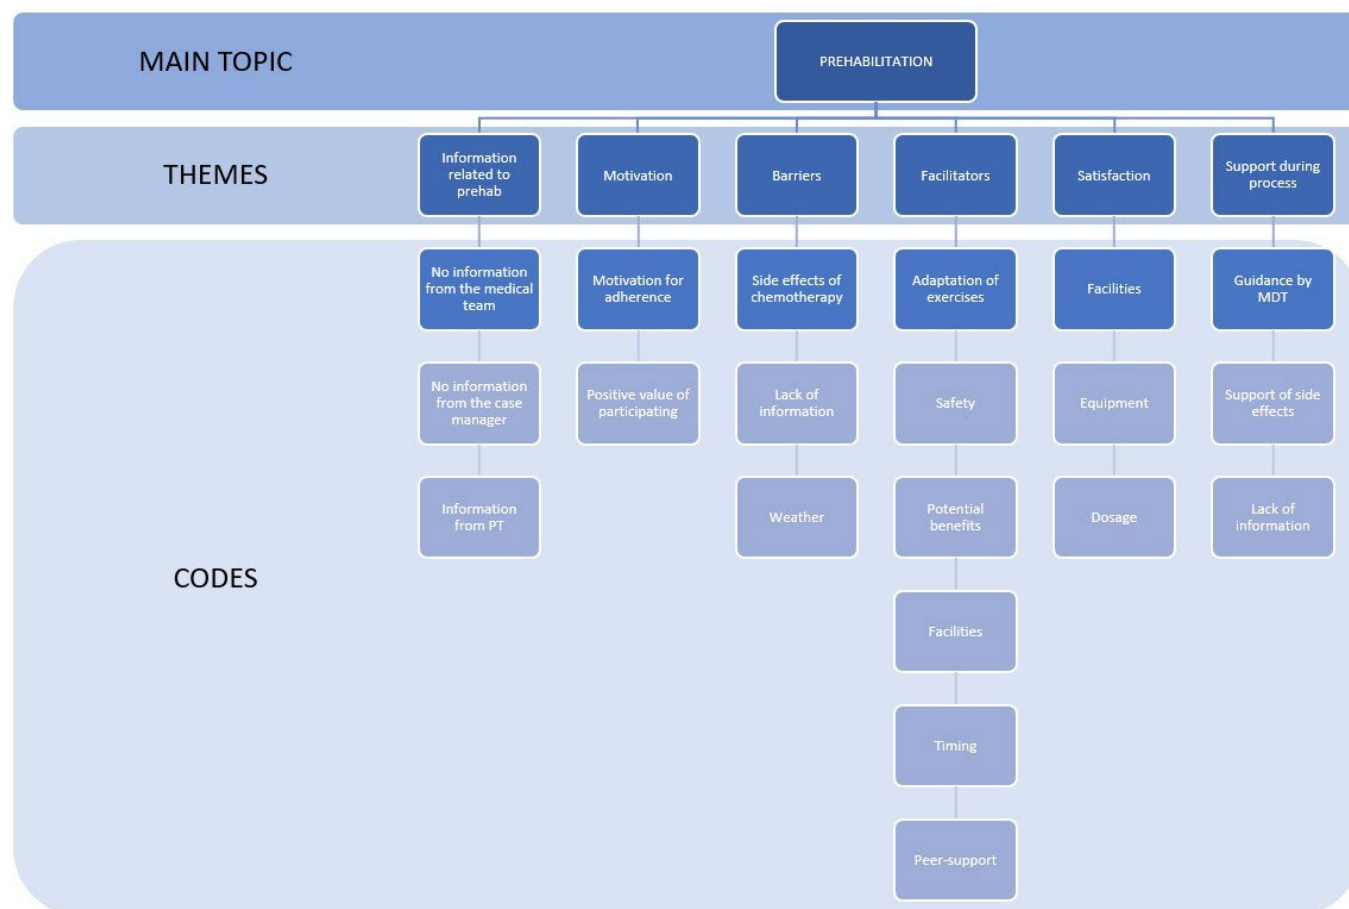 MAIN TOPIC
PREHABILITATION
THEMES
Information
related to
prehab
Motivation
Barriers
Facilitators
Satisfaction
Support during
process
CODES
No information
from the medical
team
No information
from the case
manager
Information
from PT
Motivation for
adherence
Positive value of
participating
Side effects of
chemotherapy
Lack of
information
Weather
Adaptation of
exercises
Safety
Potential
benefits
Facilities
Timing
Peer-support
Facilities
Equipment
Dosage
Guidance by
MDT
Support of side
effects
Lack of
information